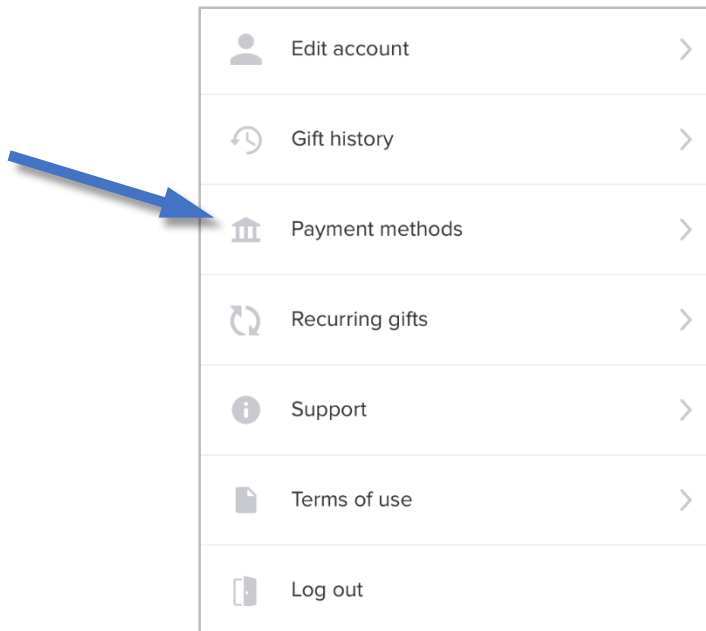 Edit account
Gift history
Payment methods
Recurring gifts
Support
Terms of use
Log out